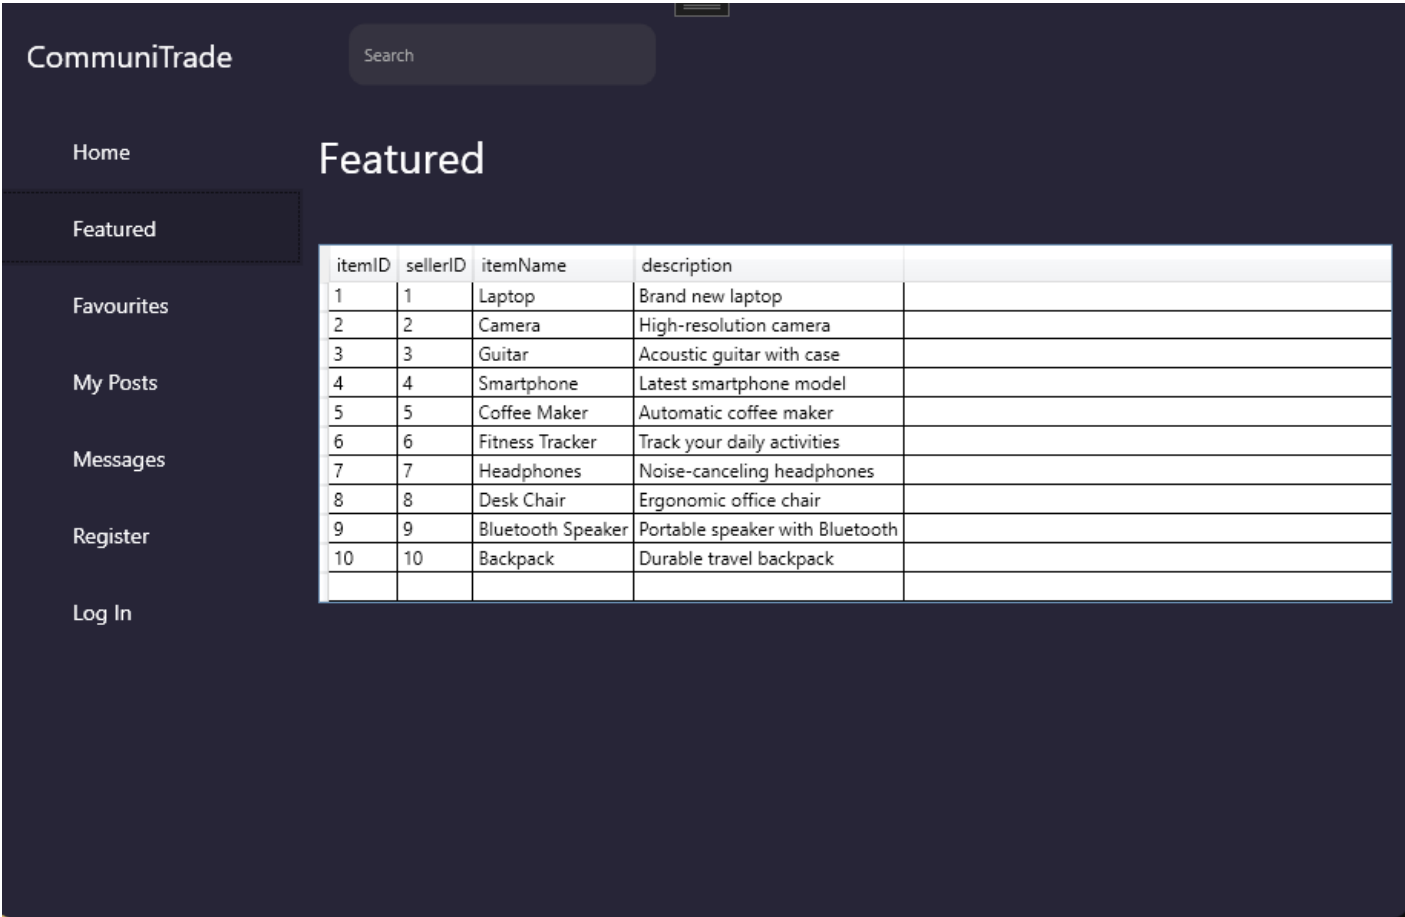 CommuniTrade
Search
Home
Featured
Favourites
My Posts
Messages
Register
Log In
Featured
itemID sellerID itemName description
1 1 Laptop Brand new laptop
2 2 Camera High-resolution camera
3 3 Guitar Acoustic guitar with case
4 4 Smartphone Latest smartphone model
5 5 Coffee Maker Automatic coffee maker
6 6 Fitness Tracker Track your daily activities
7 7 Headphones Noise-canceling headphones
8 8 Desk Chair Ergonomic office chair
9 9 Bluetooth Speaker Portable speaker with Bluetooth
10 10 Backpack Durable travel backpack